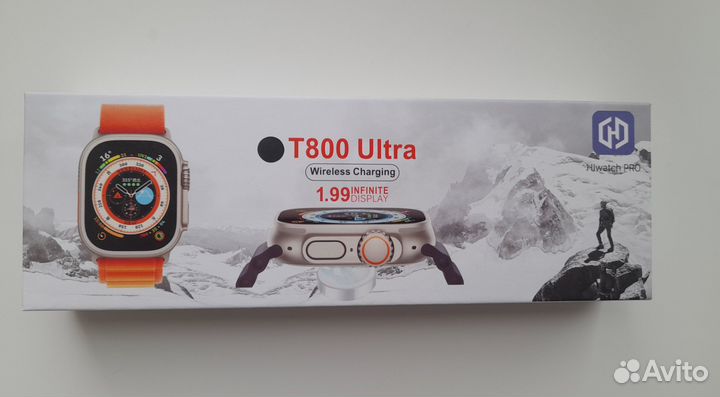 T800 Ultra
Wireless Charging
1.99 INFINITE
DISPLAY
Hiwatch PRO
Avito